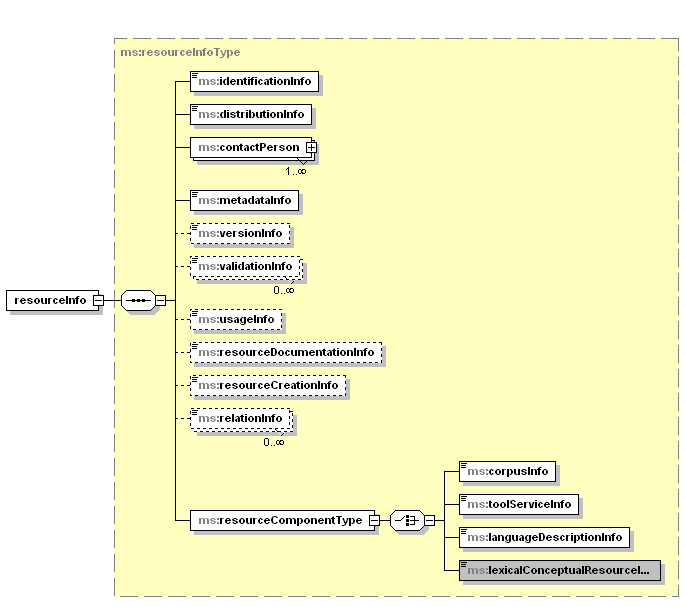 ms:resourceInfoType
ms:identificationInfo
ms:distributionInfo
ms:contactPerson
1..∞
ms:metadataInfo
ms:versionInfo
ms:validationInfo
0..∞
resourceInfo
ms:usageInfo
ms:resourceDocumentationInfo
ms:resourceCreationInfo
ms:relationInfo
0..∞
ms:resourceComponentType
ms:corpusInfo
ms:toolServiceInfo
ms:languageDescriptionInfo
ms:lexicalConceptualResourceI...